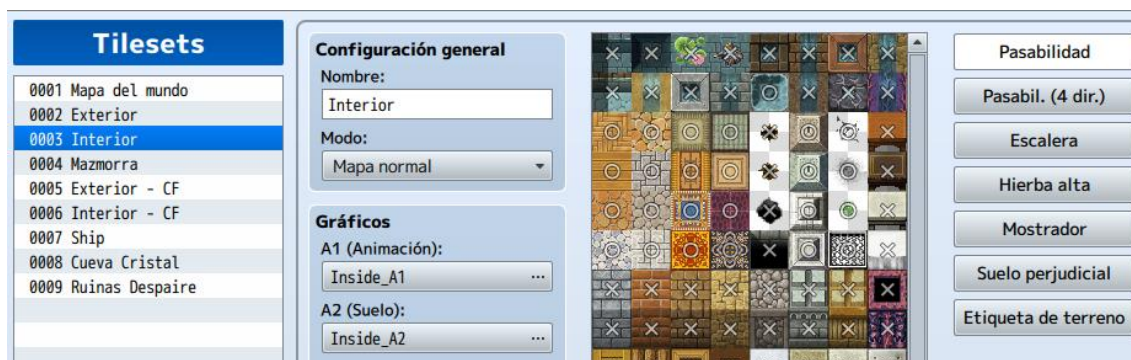 Tilesets
0001 Mapa del mundo
0002 Exterior
0003 Interior
0004 Mazmorra
0005 Exterior - CF
0006 Interior - CF
0007 Ship
0008 Cueva Cristal
0009 Ruinas Despaire
Configuración general
Nombre:
Interior
Modo:
Mapa normal
Gráficos
A1 (Animación):
Inside_A1 ...
A2 (Suelo):
Inside_A2 ...
Pasabilidad
Pasabil. (4 dir.)
Escalera
Hierba alta
Mostrador
Suelo perjudicial
Etiqueta de terreno